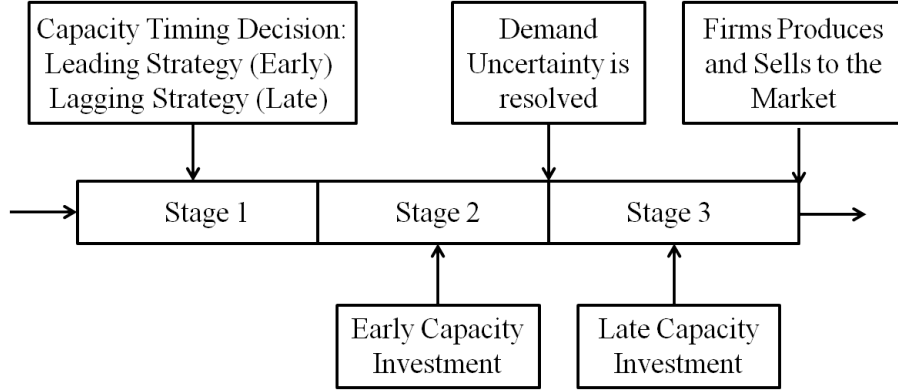 Capacity Timing Decision:
Leading Strategy (Early)
Lagging Strategy (Late)
Demand
Uncertainty is
resolved
Firms Produces
and Sells to the
Market
Stage 1
Stage 2
Stage 3
Early Capacity
Investment
Late Capacity
Investment